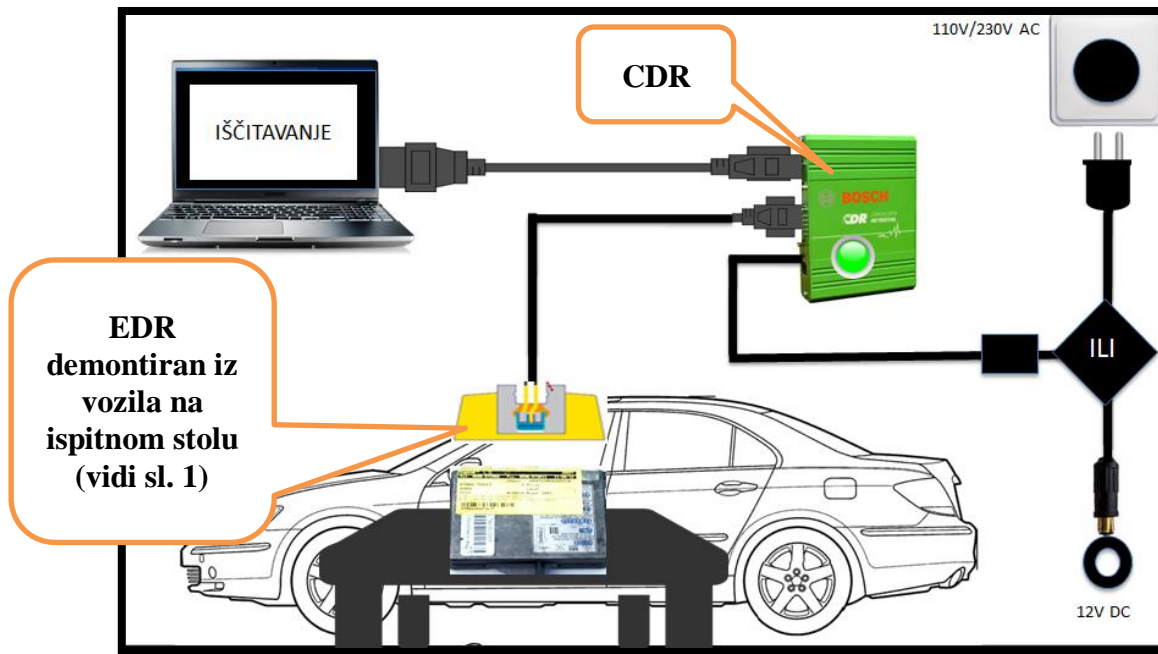 110V/230V AC
CDR
IŠČITAVANJE
BOSCH
CDR
EDR
demontiran iz
vozila na
ispitnom stolu
(vidi sl. 1)
ILI
12V DC